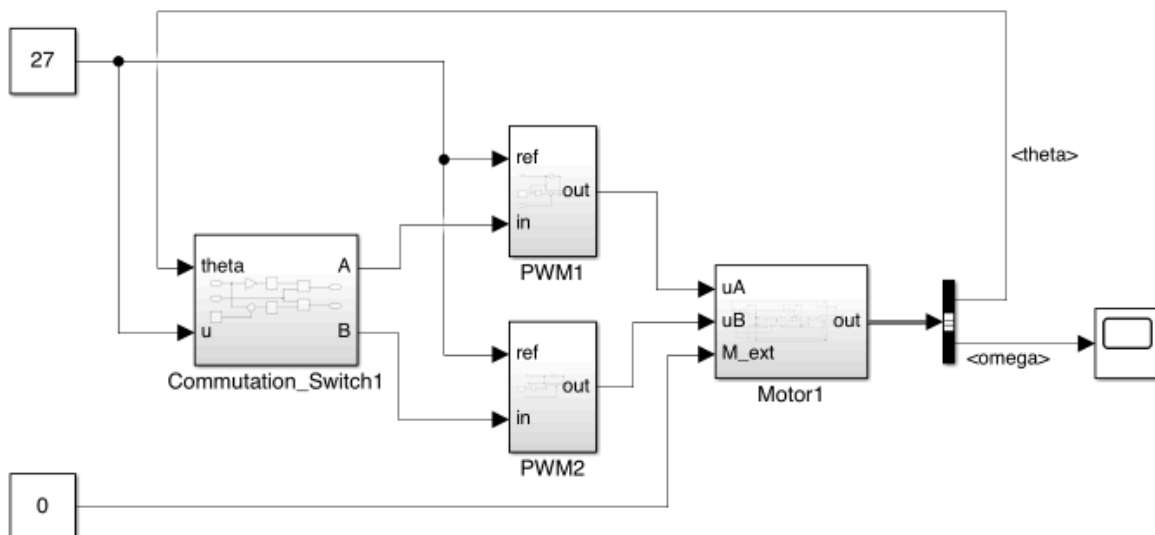 27
<theta>
ref
out
in
PWM1
theta
A
u
B
Commutation_Switch1
ref
out
in
PWM2
uA
uB
out
M_ext
Motor1
<omega>
0